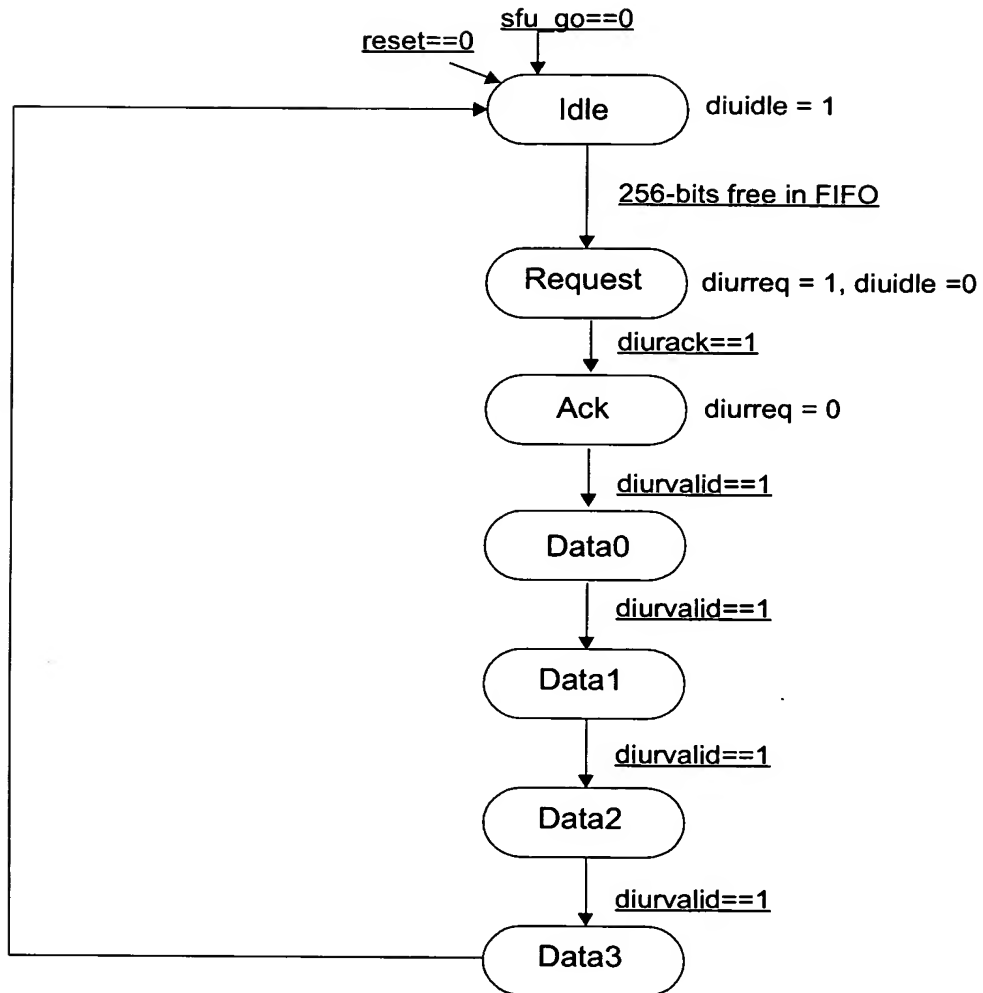 sfu_go==0
reset==0
Idle
diuidle = 1
256-bits free in FIFO
Request
diurreq = 1, diuidle =0
diurack==1
Ack
diurreq = 0
diurvalid==1
Data0
diurvalid==1
Data1
diurvalid==1
Data2
diurvalid==1
Data3